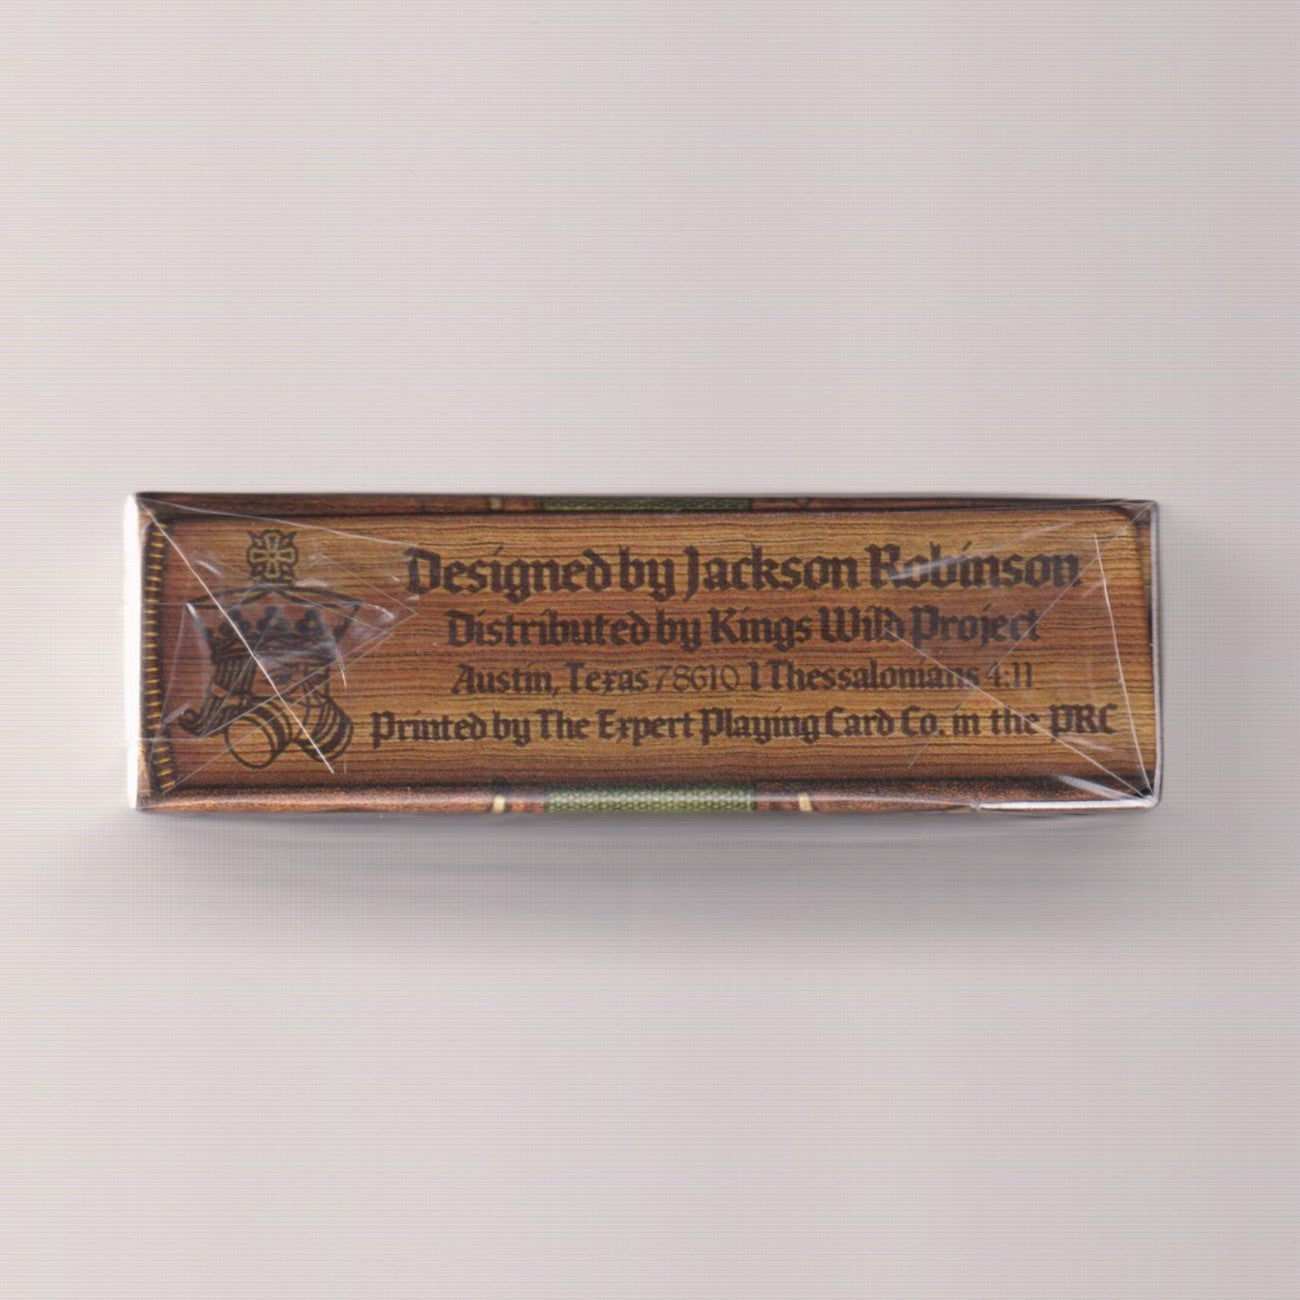 Designed by Jackson Robinson
Distributed by Kings Wild Project
Austin, Texas 78610 1 Thessalonians 4:11
Printed by The Expert Playing Card Co. in the PRC